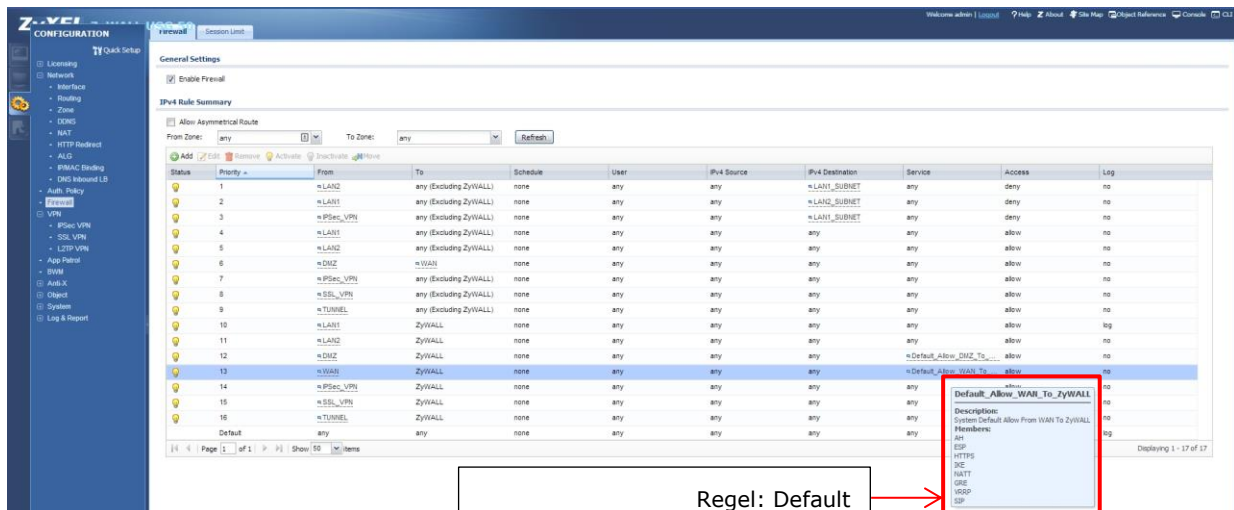 ZyXEL
Welcome admin | Logout ? Help Z About Site Map Object Reference Console CLI
CONFIGURATION
Quick Setup
Licensing
Network
Interface
Routing
Zone
DDNS
NAT
HTTP Redirect
ALG
IP/MAC Binding
DNS Inbound LB
Auth. Policy
Firewall
VPN
IPSec VPN
SSL VPN
L2TP VPN
App Patrol
BWM
Anti-X
Object
System
Log & Report
Firewall Session Limit
General Settings
Enable Firewall
IPv4 Rule Summary
Allow Asymmetrical Route
From Zone: any To Zone: any Refresh
Add Edit Remove Activate Inactivate Move
Status Priority From To Schedule User IPv4 Source IPv4 Destination Service Access Log
1 LAN2 any (Excluding ZyWALL) none any any LAN1_SUBNET any deny no
2 LAN1 any (Excluding ZyWALL) none any any LAN2_SUBNET any deny no
3 IPSec_VPN any (Excluding ZyWALL) none any any LAN1_SUBNET any deny no
4 LAN1 any (Excluding ZyWALL) none any any any any allow no
5 LAN2 any (Excluding ZyWALL) none any any any any allow no
6 DMZ WAN none any any any any allow no
7 IPSec_VPN any (Excluding ZyWALL) none any any any any allow no
8 SSL_VPN any (Excluding ZyWALL) none any any any any allow no
9 TUNNEL any (Excluding ZyWALL) none any any any any allow no
10 LAN1 ZyWALL none any any any any allow log
11 LAN2 ZyWALL none any any any any allow no
12 DMZ ZyWALL none any any any Default_Allow_DMZ_To_... allow no
13 WAN ZyWALL none any any any Default_Allow_WAN_To_... allow no
14 IPSec_VPN ZyWALL none any any any any allow no
15 SSL_VPN ZyWALL none any any any any no
16 TUNNEL ZyWALL none any any any any no
Default any any none any any any any log
Page 1 of 1 Show 50 items
Displaying 1 - 17 of 17
Default_Allow_WAN_To_ZyWALL
Description:
System Default Allow From WAN To ZyWALL
Members:
AH
ESP
HTTPS
IKE
NATT
GRE
VRRP
SIP
Regel: Default